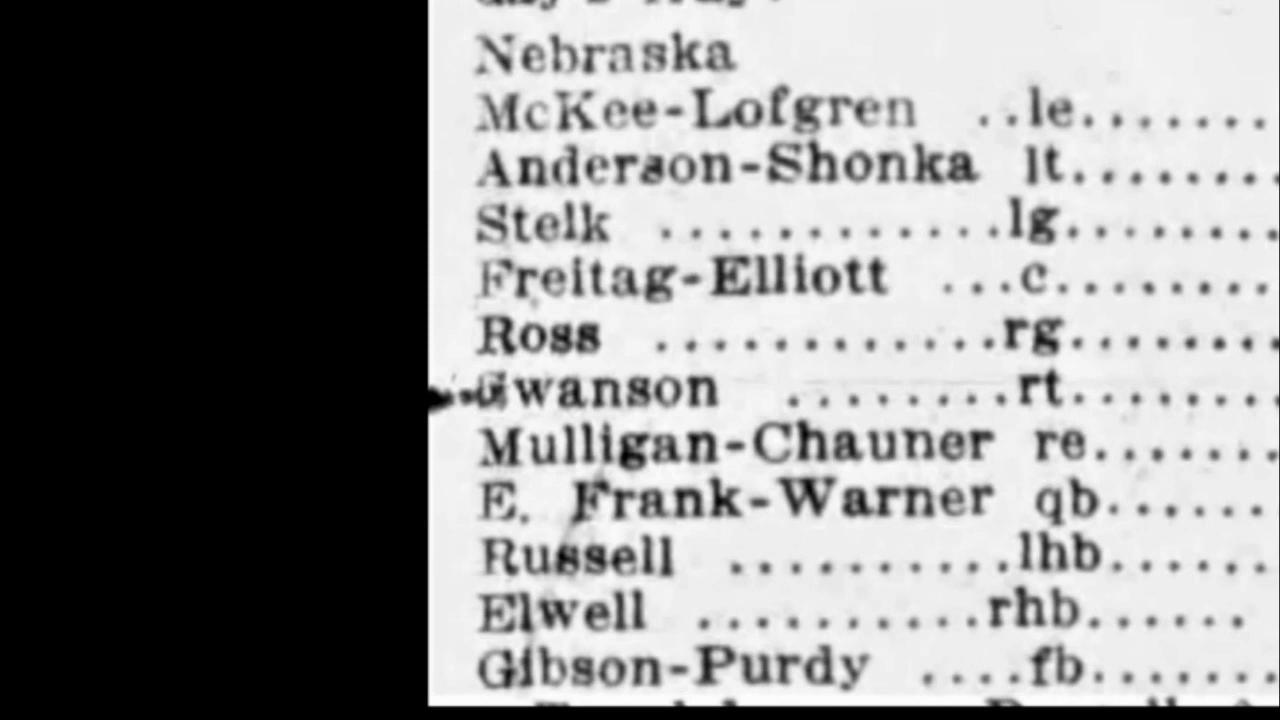 Nebraska
McKee-Lofgren ..le.......
Anderson-Shonka lt........
Stelk .............lg........
Freitag-Elliott ...c........
Ross .............rg........
Swanson ........rt........
Mulligan-Chauner re.......
E. Frank-Warner qb......
Russell ..........lhb......
Elwell ..........rhb......
Gibson-Purdy ....fb.......